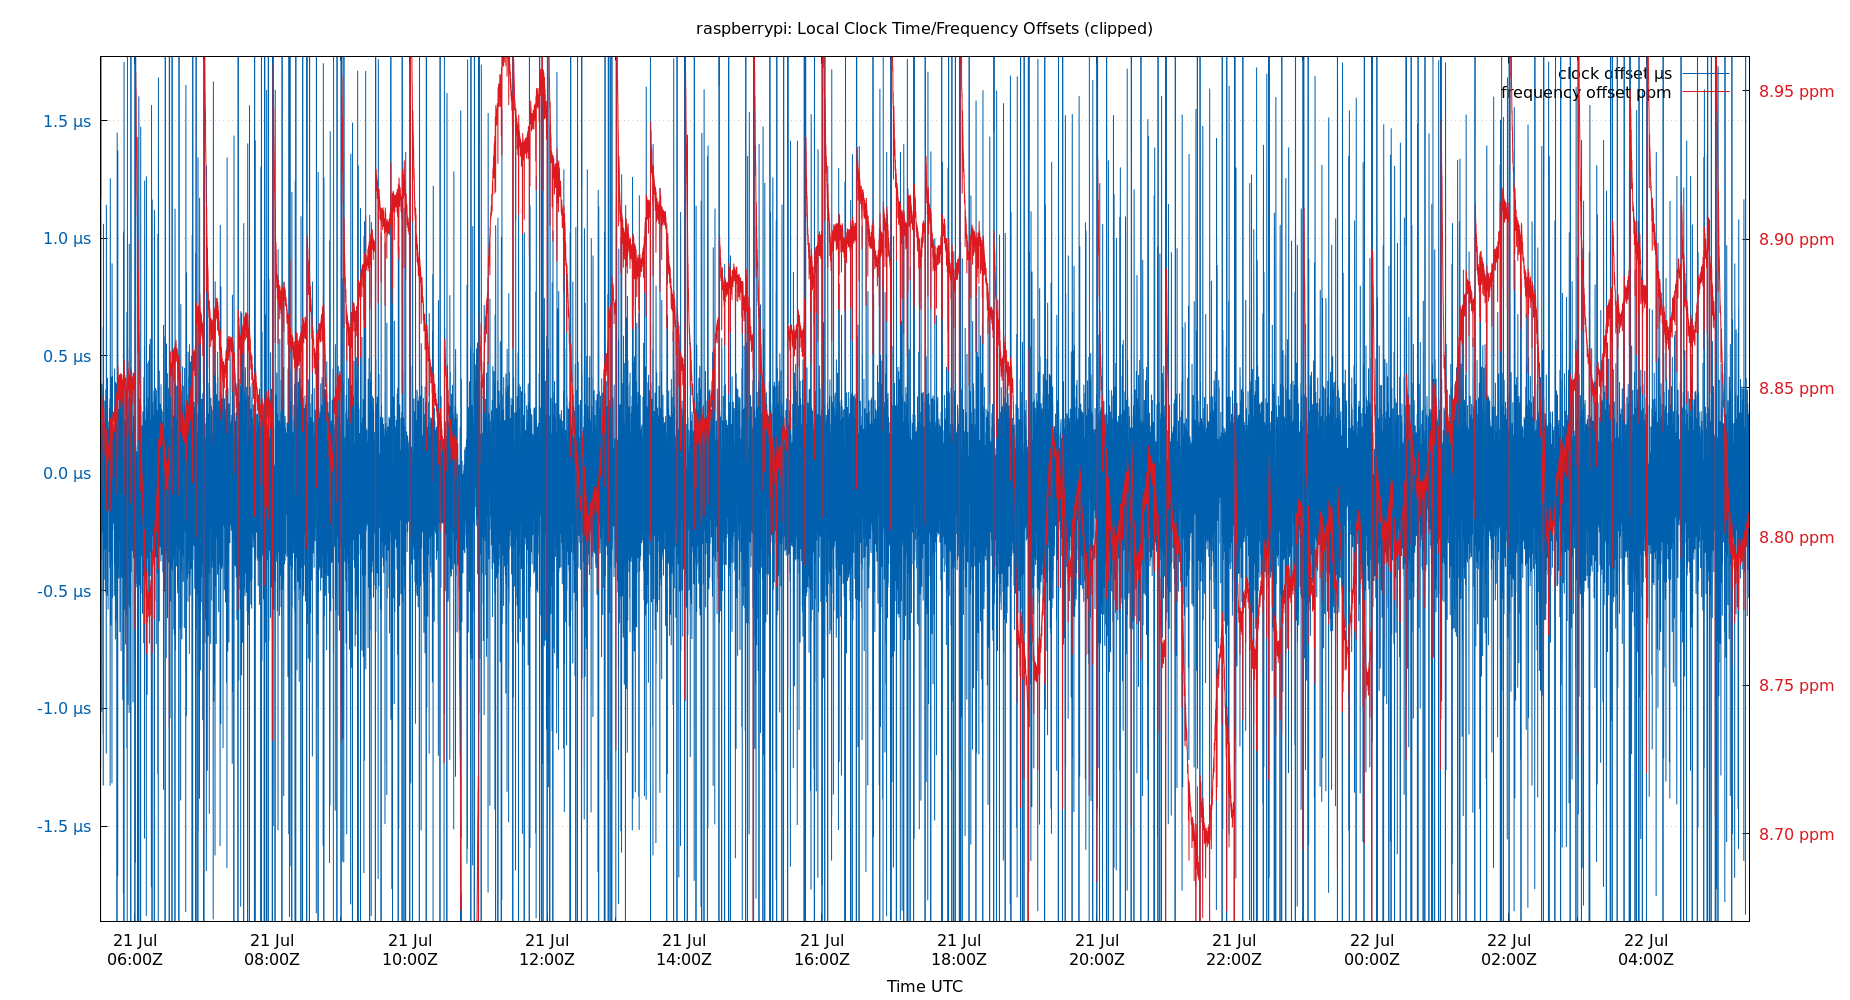 raspberrypi: Local Clock Time/Frequency Offsets (clipped)
clock offset µs
frequency offset ppm
1.5 µs
1.0 µs
0.5 µs
0.0 µs
-0.5 µs
-1.0 µs
-1.5 µs
8.95 ppm
8.90 ppm
8.85 ppm
8.80 ppm
8.75 ppm
8.70 ppm
21 Jul 21 Jul 21 Jul 21 Jul 21 Jul 21 Jul 21 Jul 21 Jul 21 Jul 22 Jul 22 Jul 22 Jul
06:00Z 08:00Z 10:00Z 12:00Z 14:00Z 16:00Z 18:00Z 20:00Z 22:00Z 00:00Z 02:00Z 04:00Z
Time UTC